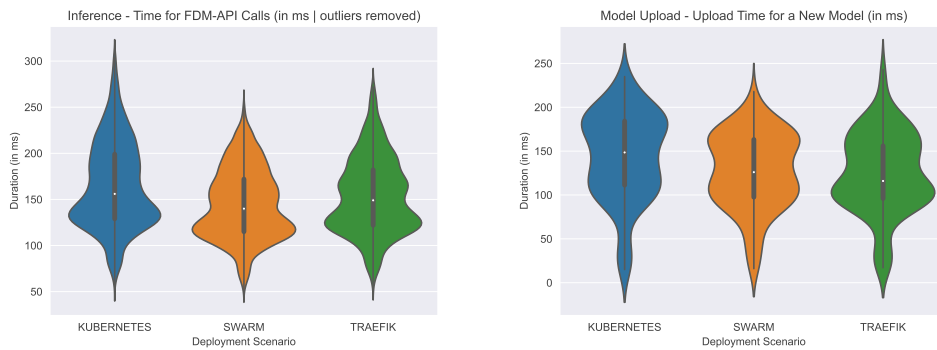 Inference - Time for FDM-API Calls (in ms | outliers removed)
300
250
200
150
100
50
Duration (in ms)
KUBERNETES
SWARM
TRAEFIK
Deployment Scenario
Model Upload - Upload Time for a New Model (in ms)
250
200
150
100
50
0
Duration (in ms)
KUBERNETES
SWARM
TRAEFIK
Deployment Scenario